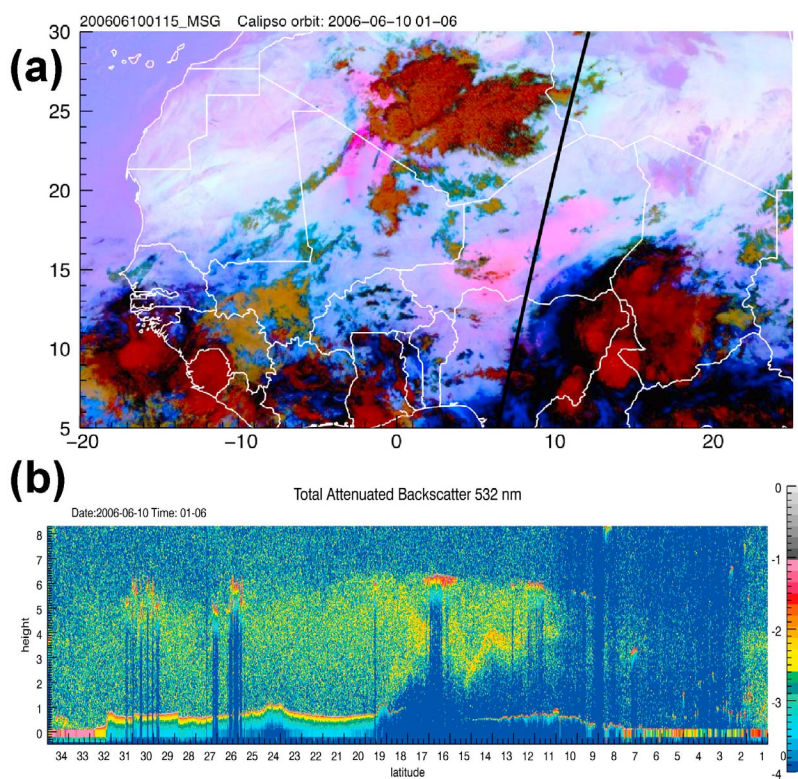 200606100115_MSG Calipso orbit: 2006-06-10 01-06
(a)
30
25
20
15
10
5
-20 -10 0 10 20
(b)
Total Attenuated Backscatter 532 nm
Date:2006-06-10 Time: 01-06
height
8
7
6
5
4
3
2
1
0
34 33 32 31 30 29 28 27 26 25 24 23 22 21 20 19 18 17 16 15 14 13 12 11 10 9 8 7 6 5 4 3 2 1
latitude
0
-1
-2
-3
-4